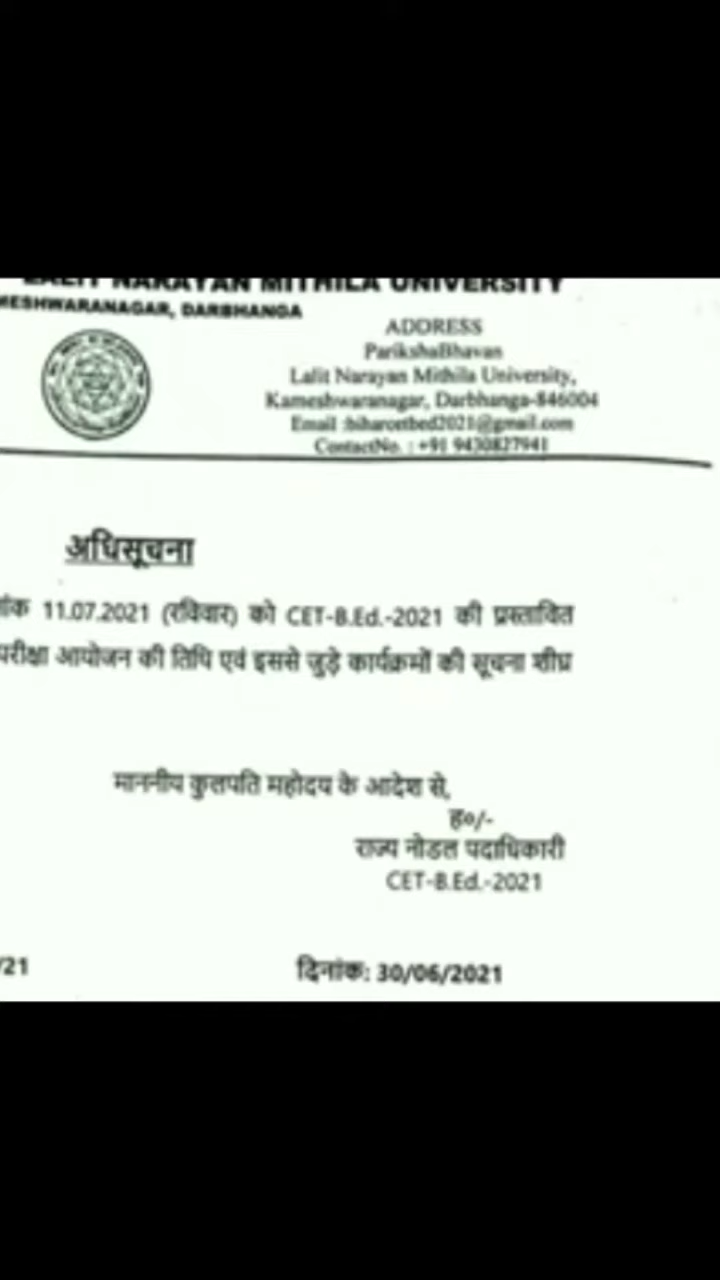 LALIT NARAYAN MITHILA UNIVERSITY
MESHWARANAGAR, DARBHANGA
ADDRESS
ParikshaBhavan
Lalit Narayan Mithila University,
Kameshwaranagar, Darbhanga-846004
Email :biharcetbed2021@gmail.com
ContactNo. : +91 9430827941
अधिसूचना
ांक 11.07.2021 (रविवार) को CET-B.Ed.-2021 की प्रस्तावित
परीक्षा आयोजन की तिथि एवं इससे जुड़े कार्यक्रमों की सूचना शीघ्र
माननीय कुलपति महोदय के आदेश से,
ह०/-
राज्य नोडल पदाधिकारी
CET-B.Ed.-2021
/21 दिनांक: 30/06/2021